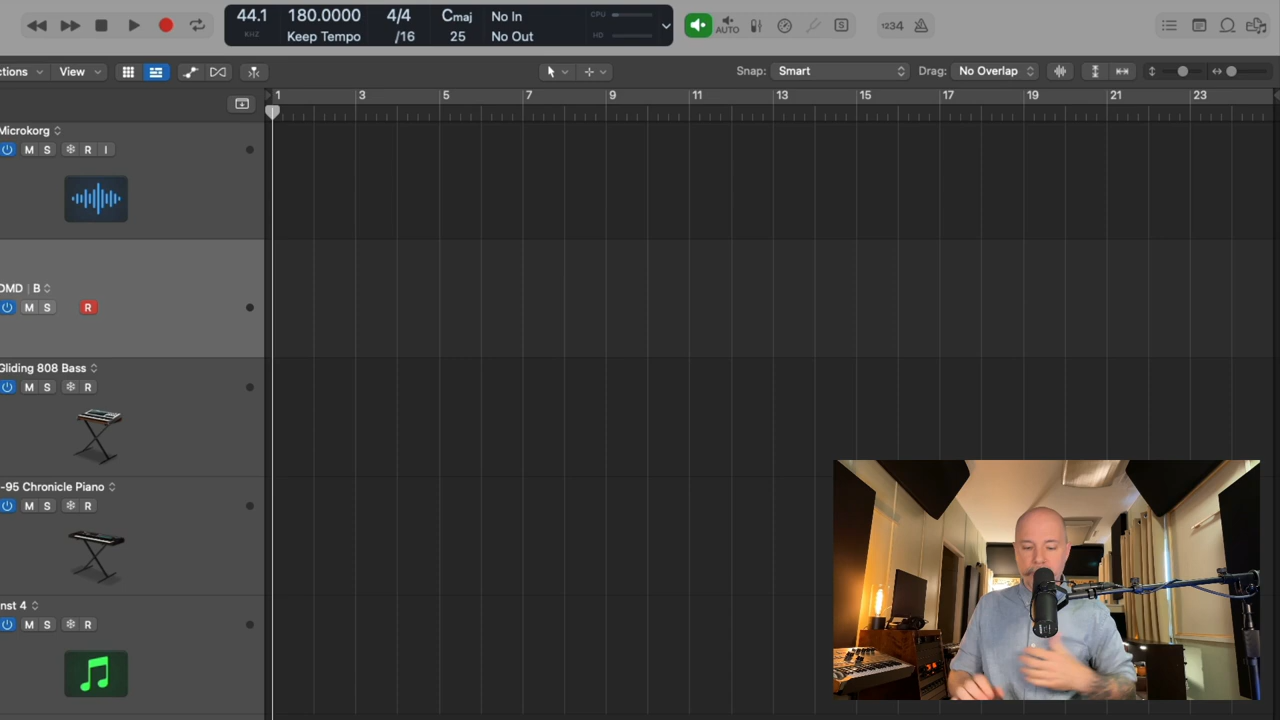 44.1 180.0000 4/4 Cmaj No In CPU
KHZ Keep Tempo /16 25 No Out HD
AUTO S 1234
ctions View Snap: Smart Drag: No Overlap
1 3 5 7 9 11 13 15 17 19 21 23
Microkorg
M S R I
DMD | B
M S R
Gliding 808 Bass
M S R
-95 Chronicle Piano
M S R
nst 4
M S R